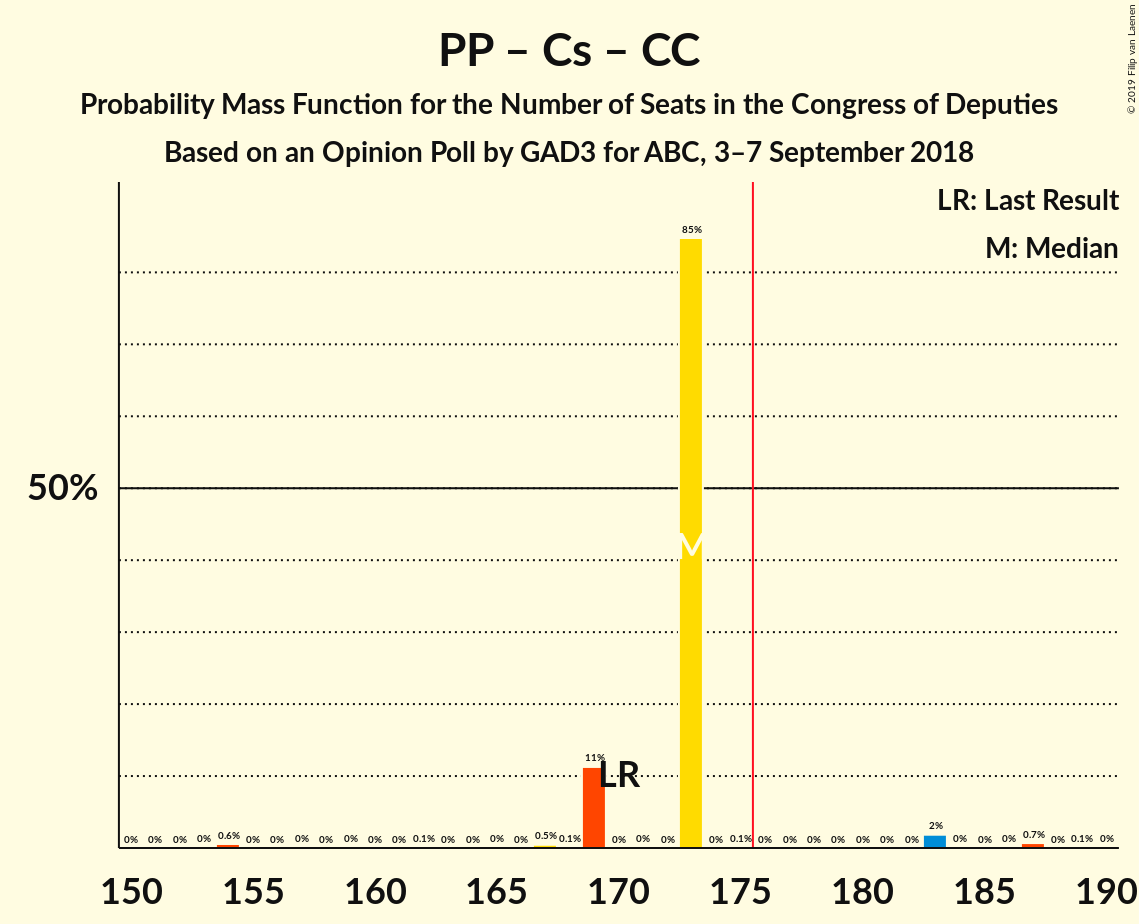 PP – Cs – CC
Probability Mass Function for the Number of Seats in the Congress of Deputies
Based on an Opinion Poll by GAD3 for ABC, 3–7 September 2018
© 2019 Filip van Laenen
LR: Last Result
M: Median
85%
50%
M
11%
LR
0% 0% 0% 0% 0.6% 0% 0% 0% 0% 0% 0% 0% 0.1% 0% 0% 0% 0% 0.5% 0.1% 0% 0% 0% 0% 0.1% 0% 0% 0% 0% 0% 0% 0% 2% 0% 0% 0% 0.7% 0% 0.1% 0%
150 155 160 165 170 175 180 185 190